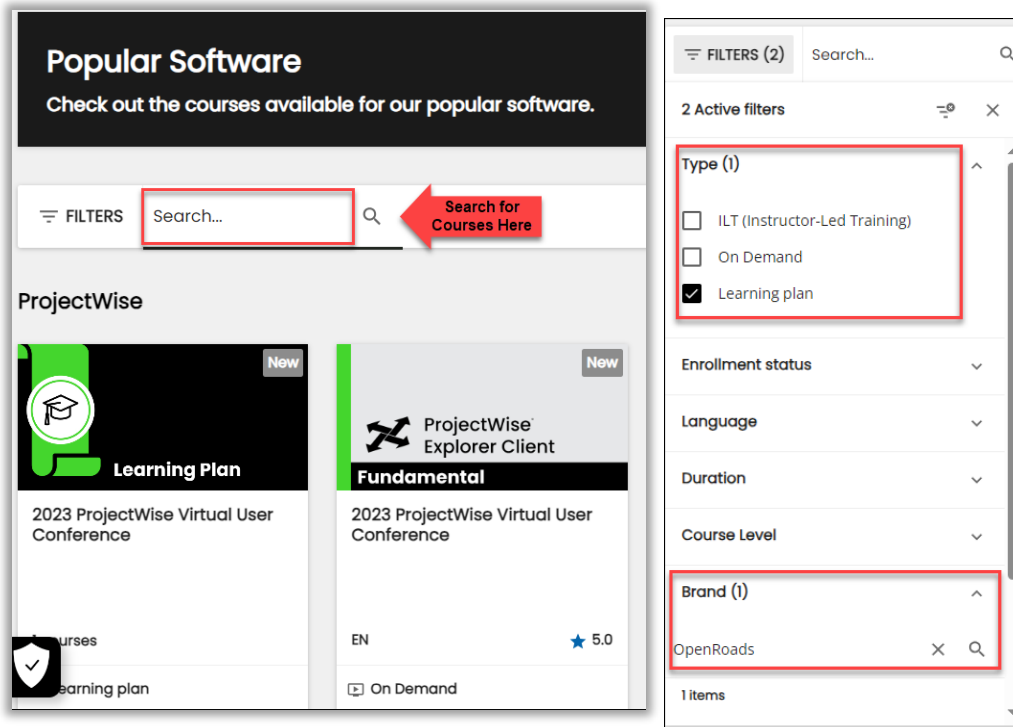 Popular Software
Check out the courses available for our popular software.
FILTERS
Search...
Search for
Courses Here
ProjectWise
New
Learning Plan
2023 ProjectWise Virtual User
Conference
courses
learning plan
New
ProjectWise
Explorer Client
Fundamental
2023 ProjectWise Virtual User
Conference
EN
5.0
On Demand
FILTERS (2)
Search...
2 Active filters
Type (1)
ILT (Instructor-Led Training)
On Demand
Learning plan
Enrollment status
Language
Duration
Course Level
Brand (1)
OpenRoads
1 items